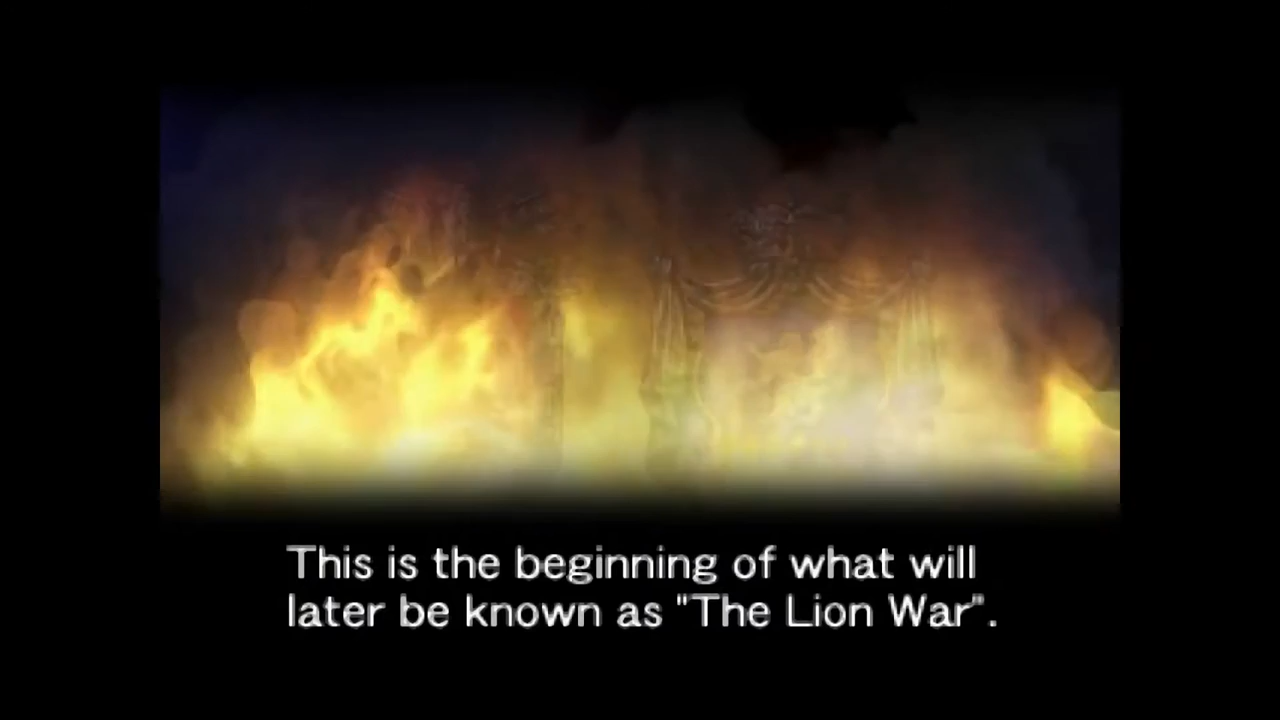 This is the beginning of what will
later be known as "The Lion War".